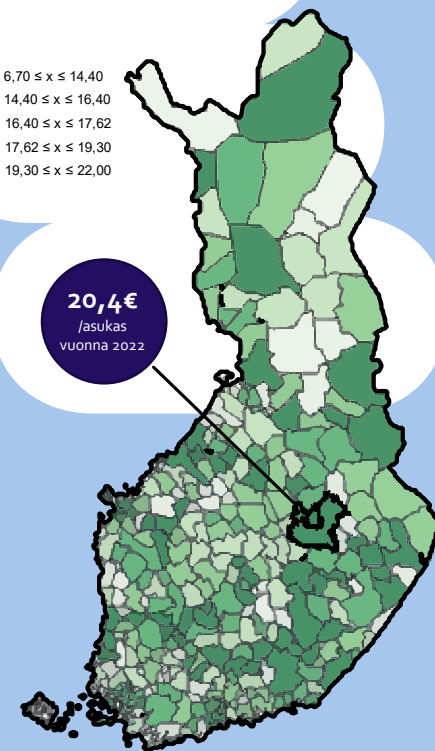 6,70 ≤ x ≤ 14,40
14,40 ≤ x ≤ 16,40
16,40 ≤ x ≤ 17,62
17,62 ≤ x ≤ 19,30
19,30 ≤ x ≤ 22,00
20,4€
/asukas
vuonna 2022